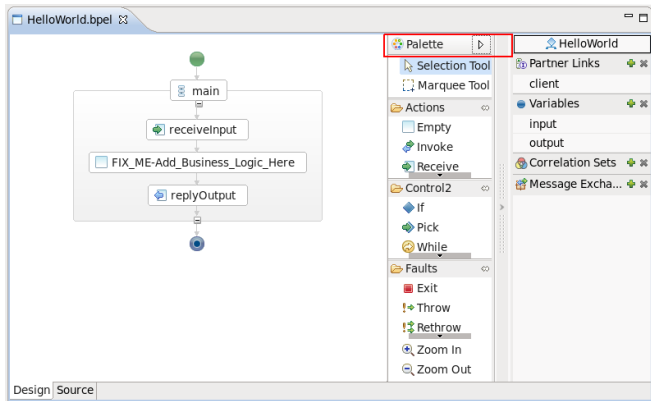 HelloWorld.bpel
main
receiveInput
FIX_ME-Add_Business_Logic_Here
replyOutput
Palette
Selection Tool
Marquee Tool
Actions
Empty
Invoke
Receive
Control2
If
Pick
While
Faults
Exit
Throw
Rethrow
Zoom In
Zoom Out
HelloWorld
Partner Links
client
Variables
input
output
Correlation Sets
Message Excha...
Design Source